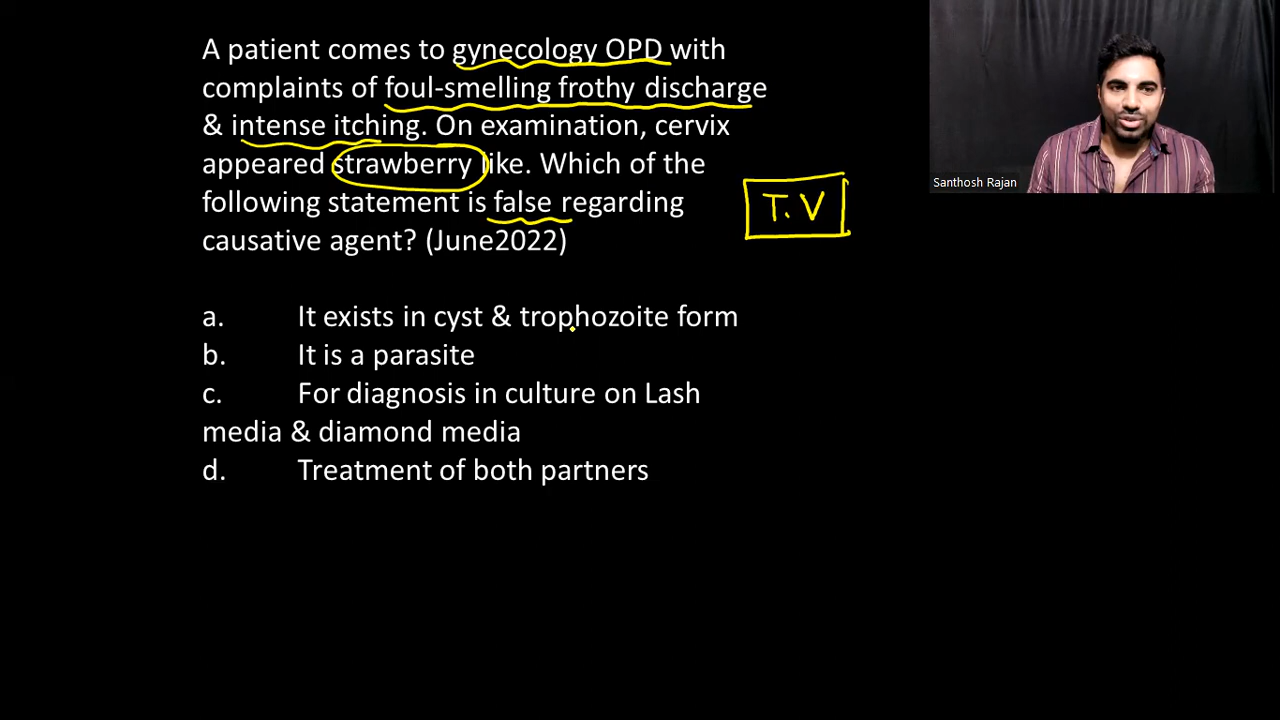 A patient comes to gynecology OPD with
complaints of foul-smelling frothy discharge
& intense itching. On examination, cervix
appeared strawberry like. Which of the
following statement is false regarding
causative agent? (June2022)
T.V
Santhosh Rajan
a. It exists in cyst & trophozoite form
b. It is a parasite
c. For diagnosis in culture on Lash
media & diamond media
d. Treatment of both partners